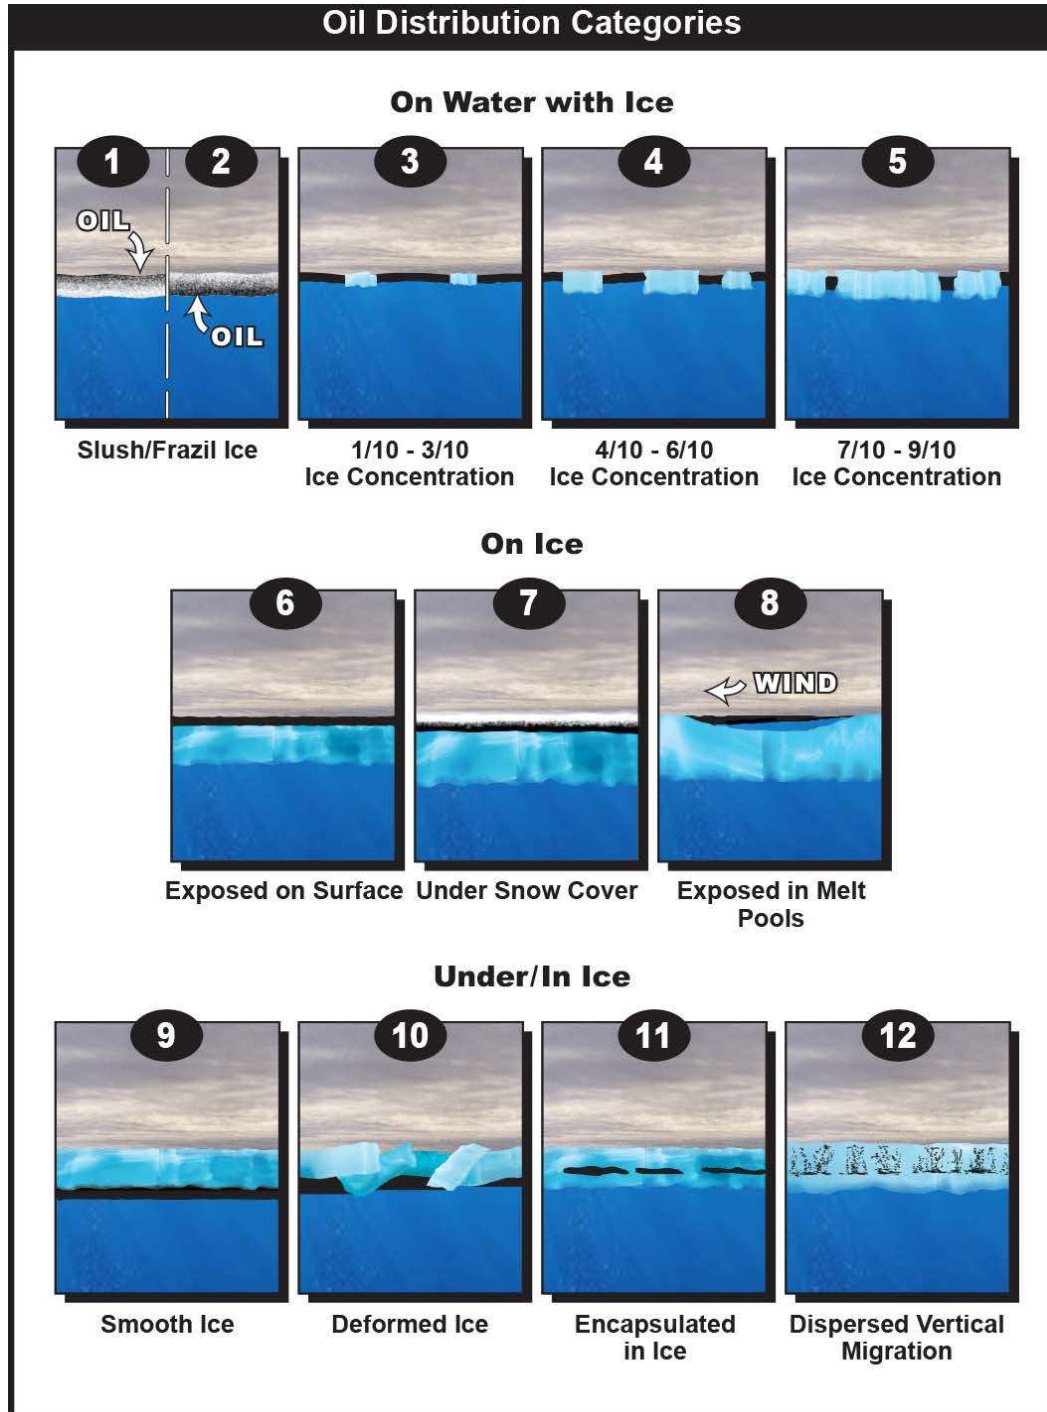 Oil Distribution Categories
On Water with Ice
1
2
3
4
5
OIL
OIL
Slush/Frazil Ice
1/10 - 3/10
Ice Concentration
4/10 - 6/10
Ice Concentration
7/10 - 9/10
Ice Concentration
On Ice
6
7
8
WIND
Exposed on Surface
Under Snow Cover
Exposed in Melt
Pools
Under/In Ice
9
10
11
12
Smooth Ice
Deformed Ice
Encapsulated
in Ice
Dispersed Vertical
Migration